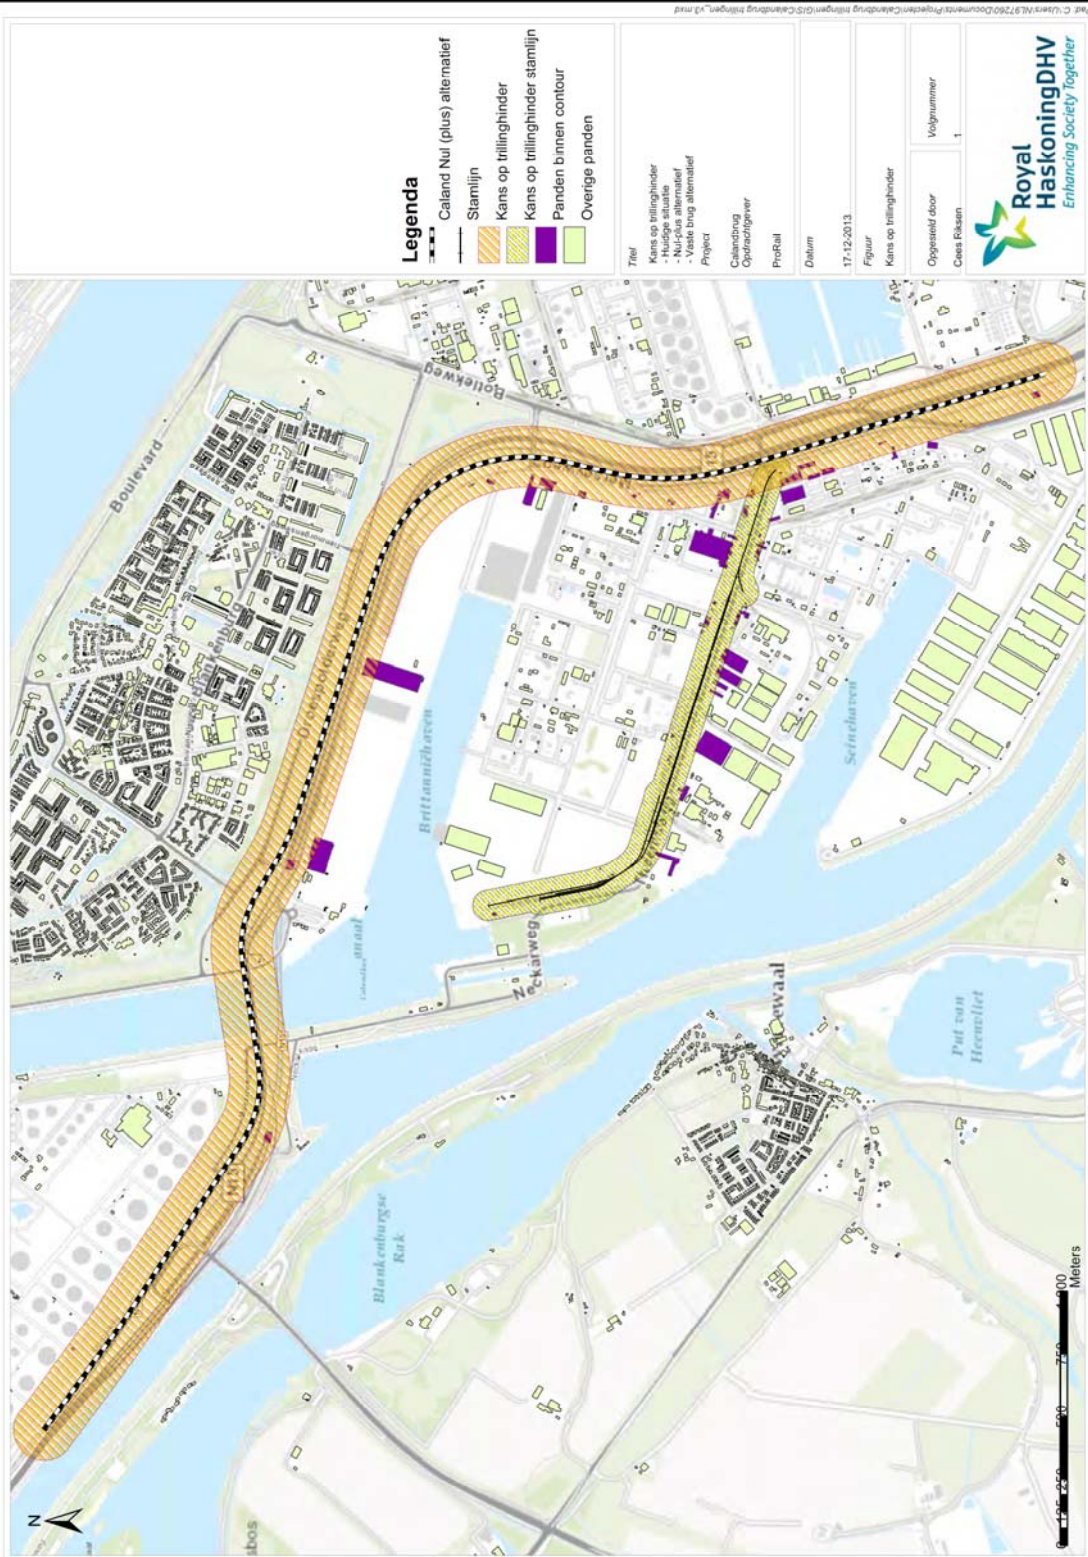 Legenda
Caland Nul (plus) alternatief
Stamlijn
Kans op trillinghinder
Kans op trillinghinder stamlijn
Panden binnen contour
Overige panden
Titel
Kans op trillinghinder
- Huidige situatie
- Nul-plus alternatief
- Vaste brug alternatief
Project
Calandbrug
Opdrachtgever
ProRail
Datum
17-12-2013
Figuur
Kans op trillinghinder
Opgesteld door
Cees Riksen
Volgnummer
1
Royal
HaskoningDHV
Enhancing Society Together
Boulevard
Botlekweg
Brittanniëhaven
Seinehaven
Neckarweg
Blankenburgse
Rak
Put van
Heenvliet
N
Meters